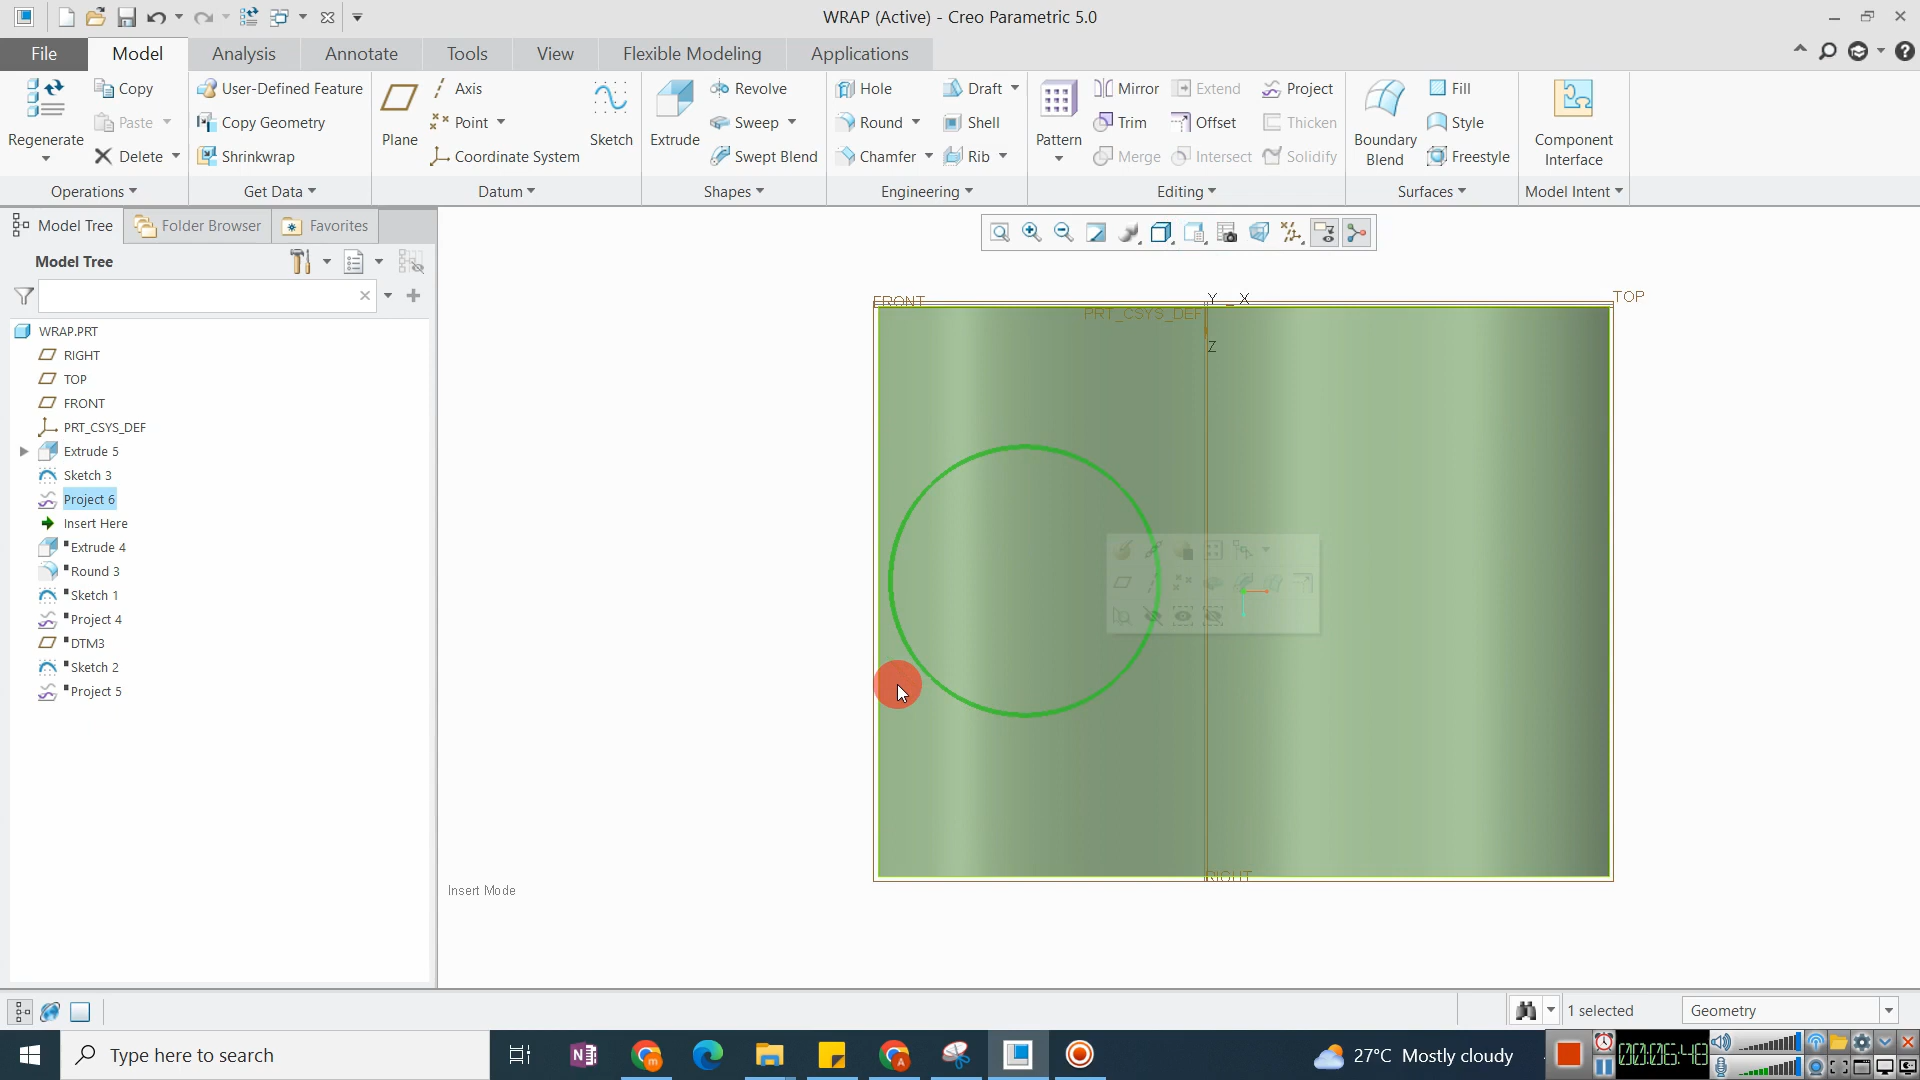 WRAP (Active) - Creo Parametric 5.0
File Model Analysis Annotate Tools View Flexible Modeling Applications
Regenerate
Copy
Paste
Delete
Operations
User-Defined Feature
Copy Geometry
Shrinkwrap
Get Data
Plane
Axis
Point
Coordinate System
Sketch
Datum
Extrude
Revolve
Sweep
Swept Blend
Shapes
Hole
Round
Chamfer
Draft
Shell
Rib
Engineering
Pattern
Mirror
Extend
Project
Trim
Offset
Thicken
Merge
Intersect
Solidify
Editing
Boundary
Blend
Fill
Style
Freestyle
Surfaces
Component
Interface
Model Intent
Model Tree Folder Browser Favorites
Model Tree
WRAP.PRT
RIGHT
TOP
FRONT
PRT_CSYS_DEF
Extrude 5
Sketch 3
Project 6
Insert Here
Extrude 4
Round 3
Sketch 1
Project 4
DTM3
Sketch 2
Project 5
FRONT
Y X
TOP
PRT_CSYS_DEF
Z
RIGHT
Insert Mode
1 selected
Geometry
Type here to search
27°C Mostly cloudy
00:06:48